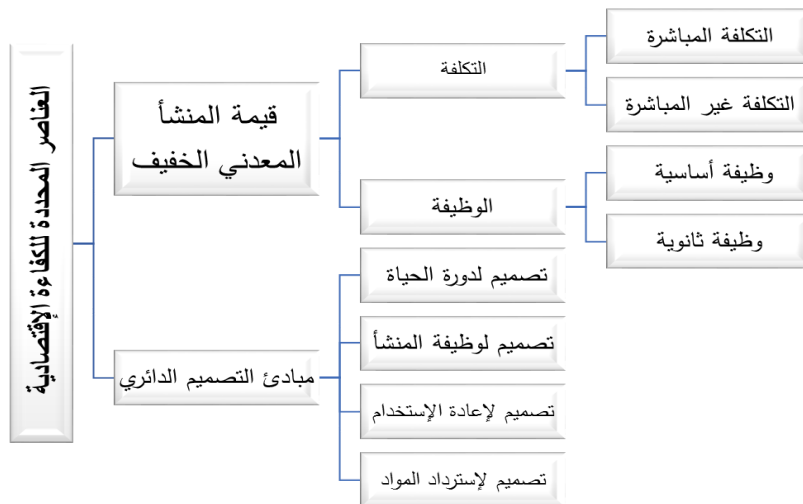 العناصر المحددة للكفاءة الإقتصادية
قيمة المنشأ
المعدني الخفيف
التكلفة
التكلفة المباشرة
التكلفة غير المباشرة
الوظيفة
وظيفة أساسية
وظيفة ثانوية
مبادئ التصميم الدائري
تصميم لدورة الحياة
تصميم لوظيفة المنشأ
تصميم لإعادة الإستخدام
تصميم لإسترداد المواد